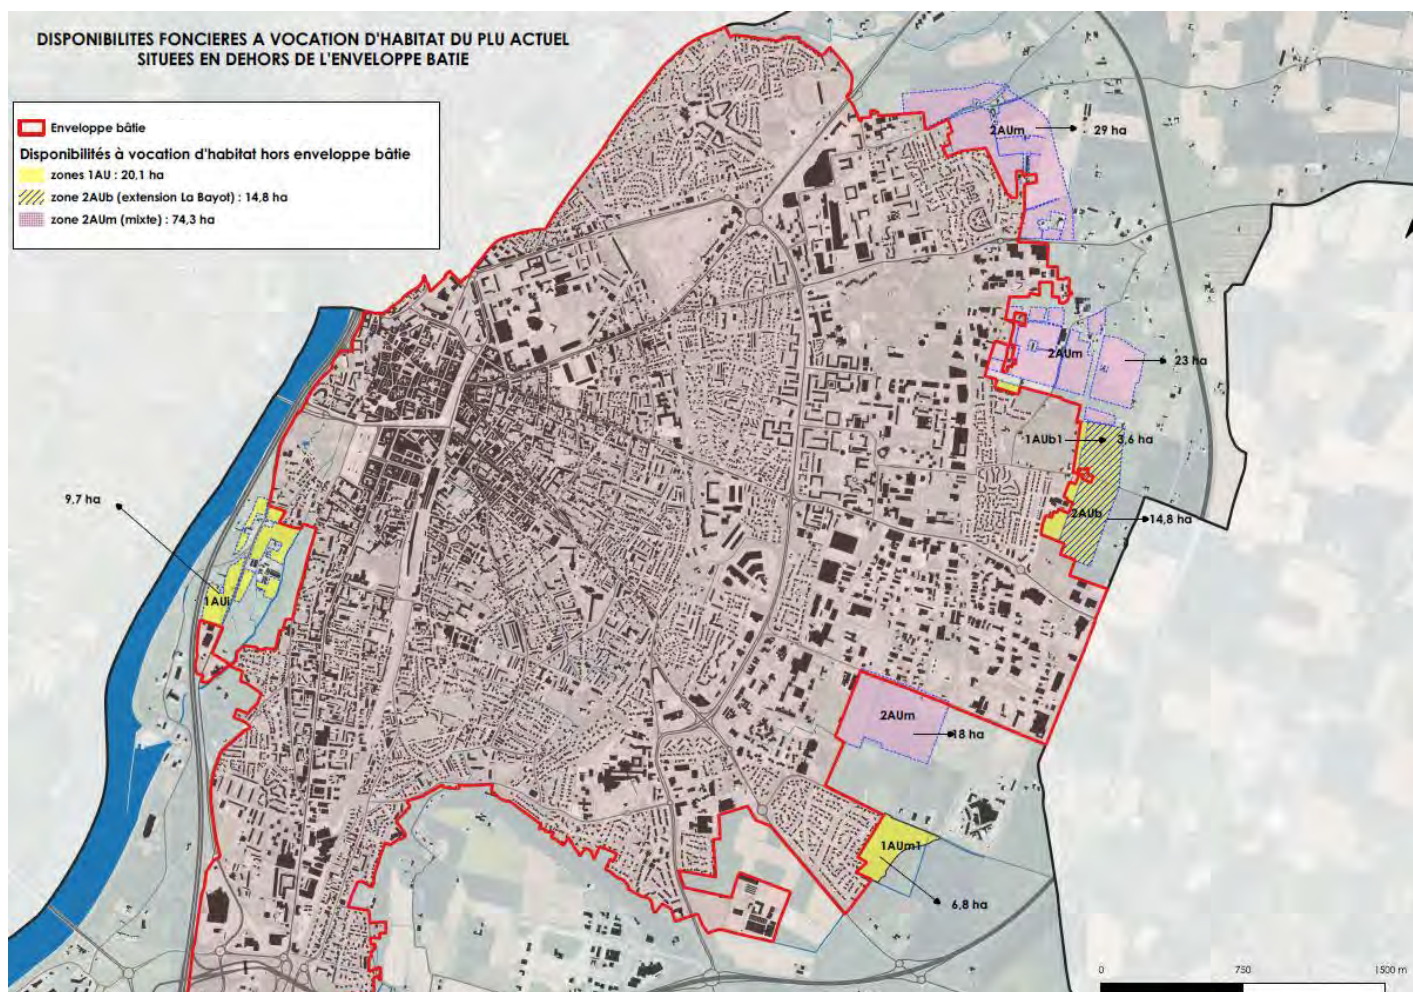 DISPONIBILITES FONCIERES A VOCATION D'HABITAT DU PLU ACTUEL
SITUEES EN DEHORS DE L'ENVELOPPE BATIE
Enveloppe bâtie
Disponibilités à vocation d'habitat hors enveloppe bâtie
zones 1AU : 20,1 ha
zone 2AUb (extension La Bayot) : 14,8 ha
zone 2AUm (mixte) : 74,3 ha
2AUm
29 ha
2AUm
23 ha
1AUb1
3,6 ha
2AUb
14,8 ha
9,7 ha
1AUi
2AUm
18 ha
1AUm1
6,8 ha
0
750
1500 m